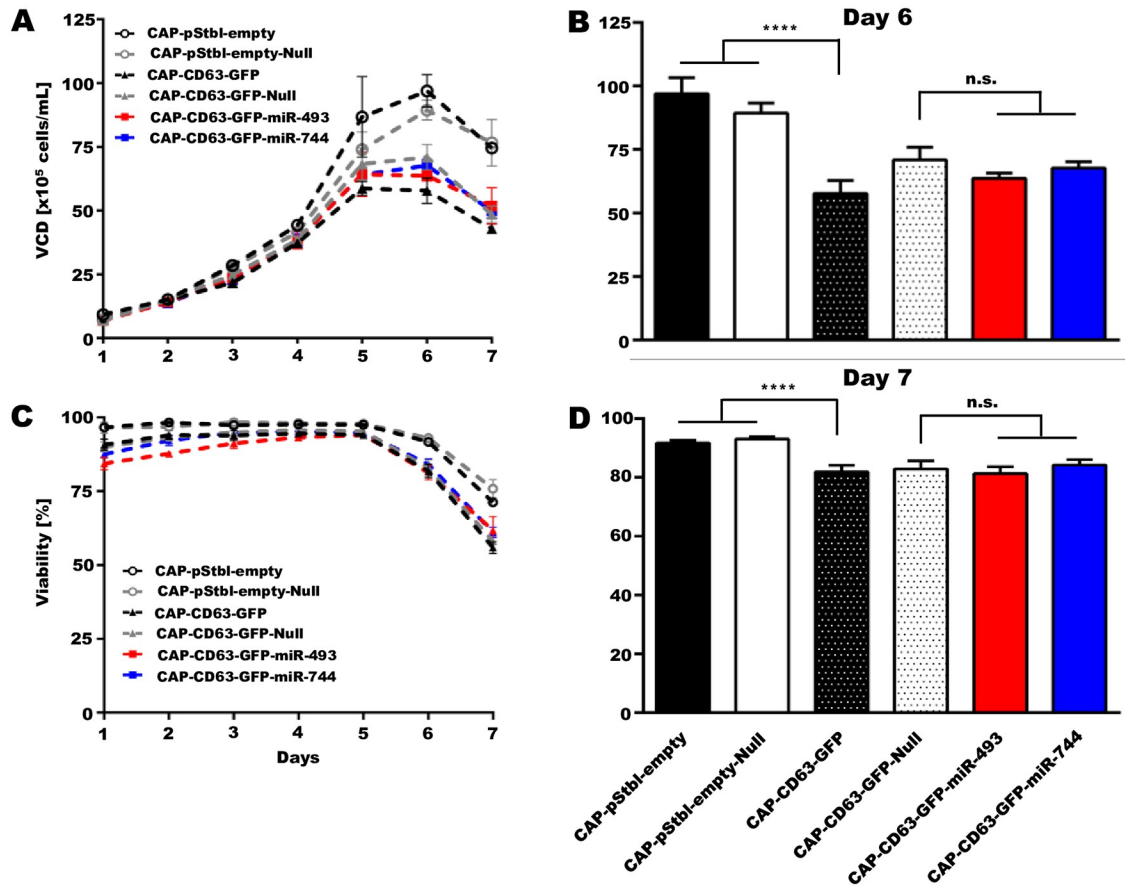 A
VCD [x10⁵ cells/mL]
125
100
75
50
25
0
1 2 3 4 5 6 7
CAP-pStbl-empty
CAP-pStbl-empty-Null
CAP-CD63-GFP
CAP-CD63-GFP-Null
CAP-CD63-GFP-miR-493
CAP-CD63-GFP-miR-744
B
Day 6
125
100
75
50
25
0
****
n.s.
C
Viability [%]
100
75
50
25
0
1 2 3 4 5 6 7
Days
CAP-pStbl-empty
CAP-pStbl-empty-Null
CAP-CD63-GFP
CAP-CD63-GFP-Null
CAP-CD63-GFP-miR-493
CAP-CD63-GFP-miR-744
D
Day 7
100
80
60
40
20
0
****
n.s.
CAP-pStbl-empty
CAP-pStbl-empty-Null
CAP-CD63-GFP
CAP-CD63-GFP-Null
CAP-CD63-GFP-miR-493
CAP-CD63-GFP-miR-744